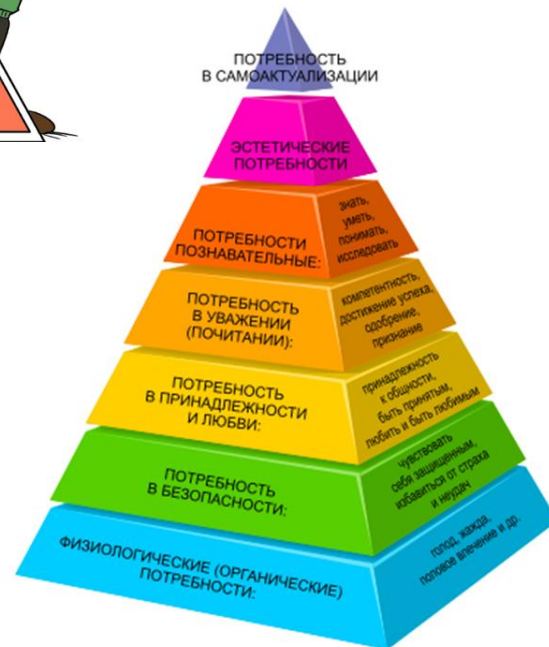 ПОТРЕБНОСТЬ
В САМОАКТУАЛИЗАЦИИ
ЭСТЕТИЧЕСКИЕ
ПОТРЕБНОСТИ
ПОТРЕБНОСТИ
ПОЗНАВАТЕЛЬНЫЕ:
знать,
уметь,
понимать,
исследовать
ПОТРЕБНОСТЬ
В УВАЖЕНИИ
(ПОЧИТАНИИ):
компетентность,
достижение успеха,
одобрение,
признание
ПОТРЕБНОСТЬ
В ПРИНАДЛЕЖНОСТИ
И ЛЮБВИ:
принадлежность
к общности,
быть принятым,
любить и быть любимым
ПОТРЕБНОСТЬ
В БЕЗОПАСНОСТИ:
чувствовать
себя защищенным,
избавиться от страха
и неудач
ФИЗИОЛОГИЧЕСКИЕ (ОРГАНИЧЕСКИЕ)
ПОТРЕБНОСТИ:
голод, жажда,
половое влечение и др.